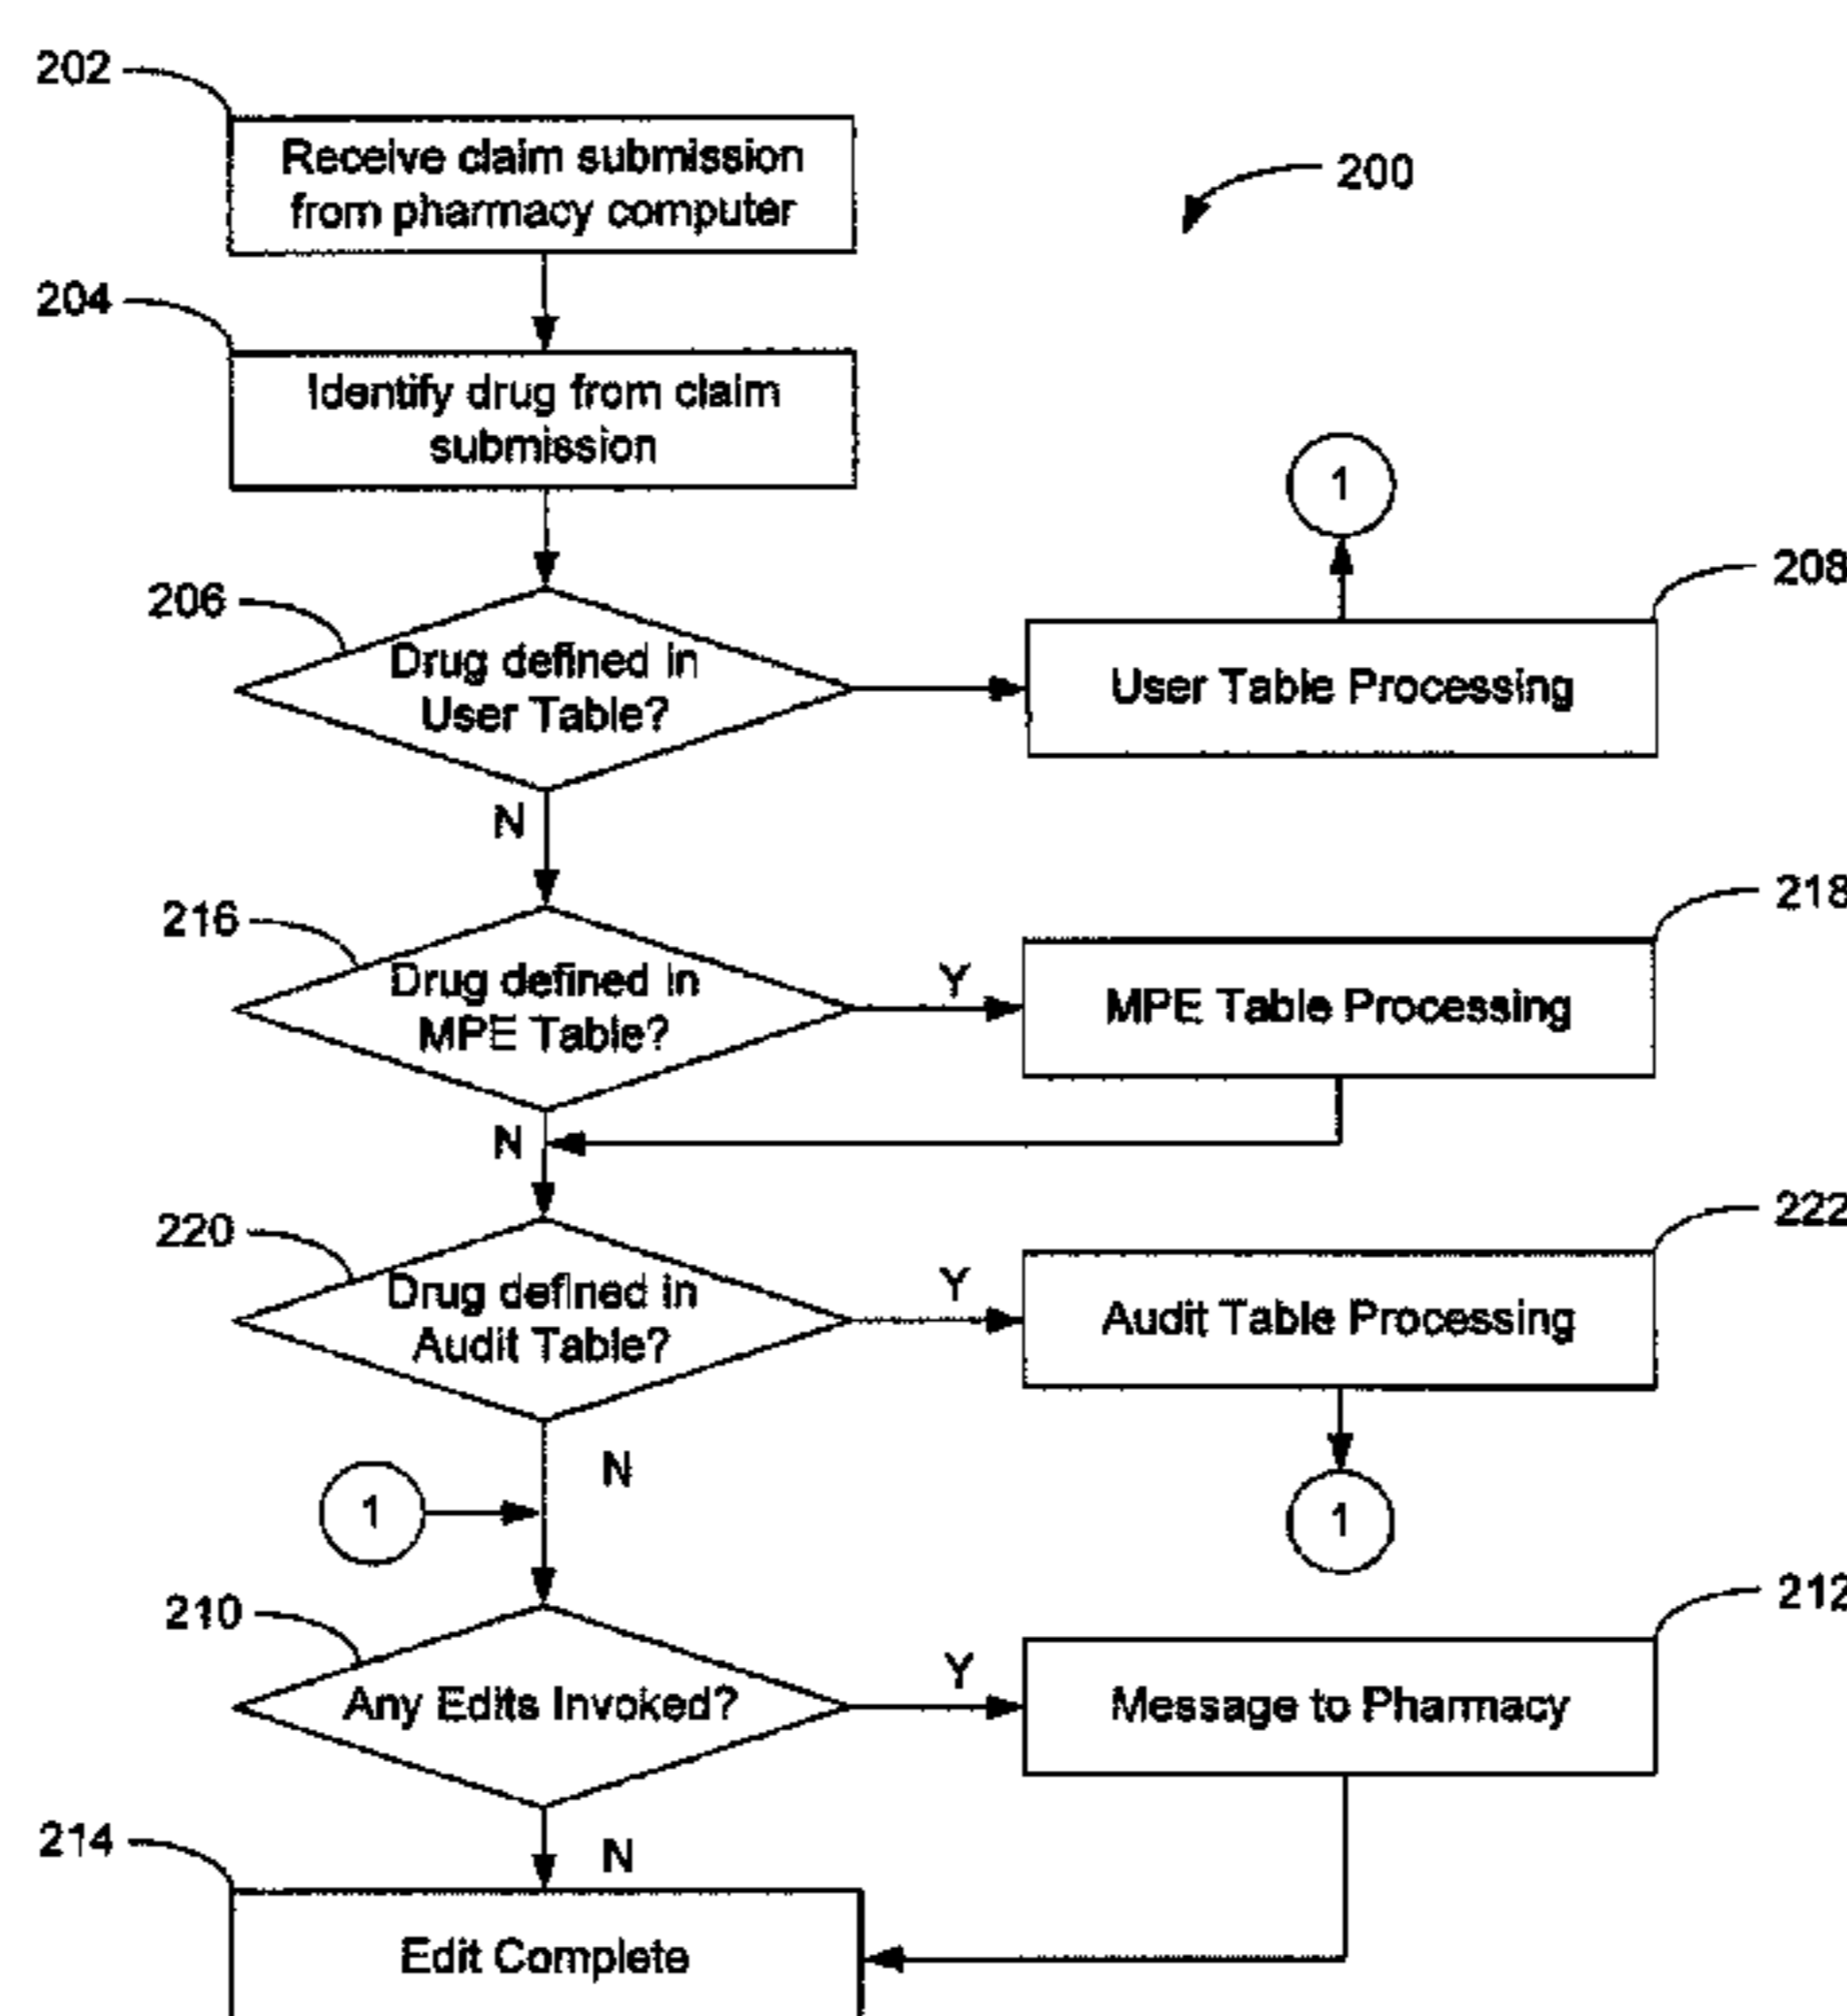 202
Receive claim submission
from pharmacy computer
200
204
Identify drug from claim
submission
1
206
Drug defined in
User Table?
208
User Table Processing
N
216
Drug defined in
MPE Table?
Y
218
MPE Table Processing
N
220
Drug defined in
Audit Table?
Y
222
Audit Table Processing
N
1
1
210
Any Edits Invoked?
Y
212
Message to Pharmacy
N
214
Edit Complete